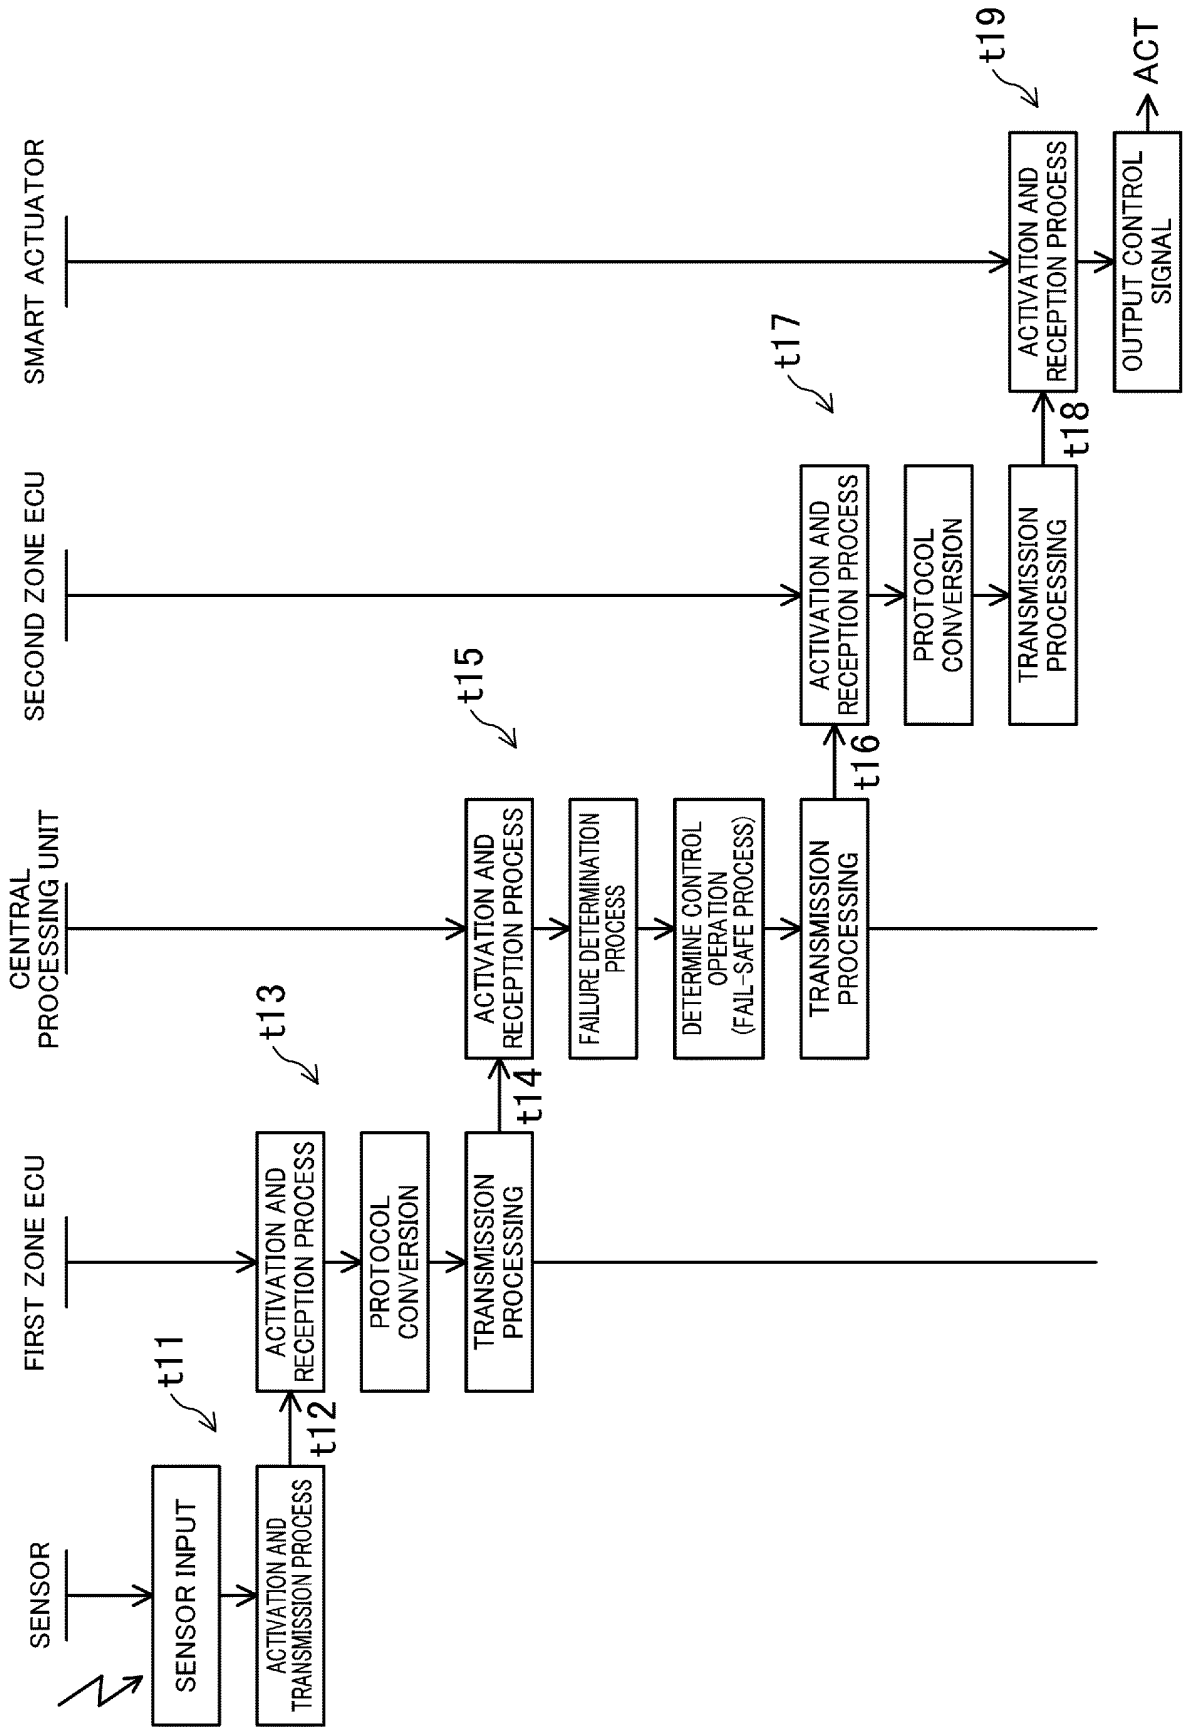 SENSOR
SENSOR INPUT
t11
ACTIVATION AND
TRANSMISSION PROCESS
t12
FIRST ZONE ECU
ACTIVATION AND
RECEPTION PROCESS
t13
PROTOCOL
CONVERSION
TRANSMISSION
PROCESSING
t14
CENTRAL
PROCESSING UNIT
ACTIVATION AND
RECEPTION PROCESS
t15
FAILURE DETERMINATION
PROCESS
DETERMINE CONTROL
OPERATION
(FAIL-SAFE PROCESS)
TRANSMISSION
PROCESSING
t16
SECOND ZONE ECU
ACTIVATION AND
RECEPTION PROCESS
t17
PROTOCOL
CONVERSION
TRANSMISSION
PROCESSING
t18
SMART ACTUATOR
ACTIVATION AND
RECEPTION PROCESS
t19
OUTPUT CONTROL
SIGNAL
ACT